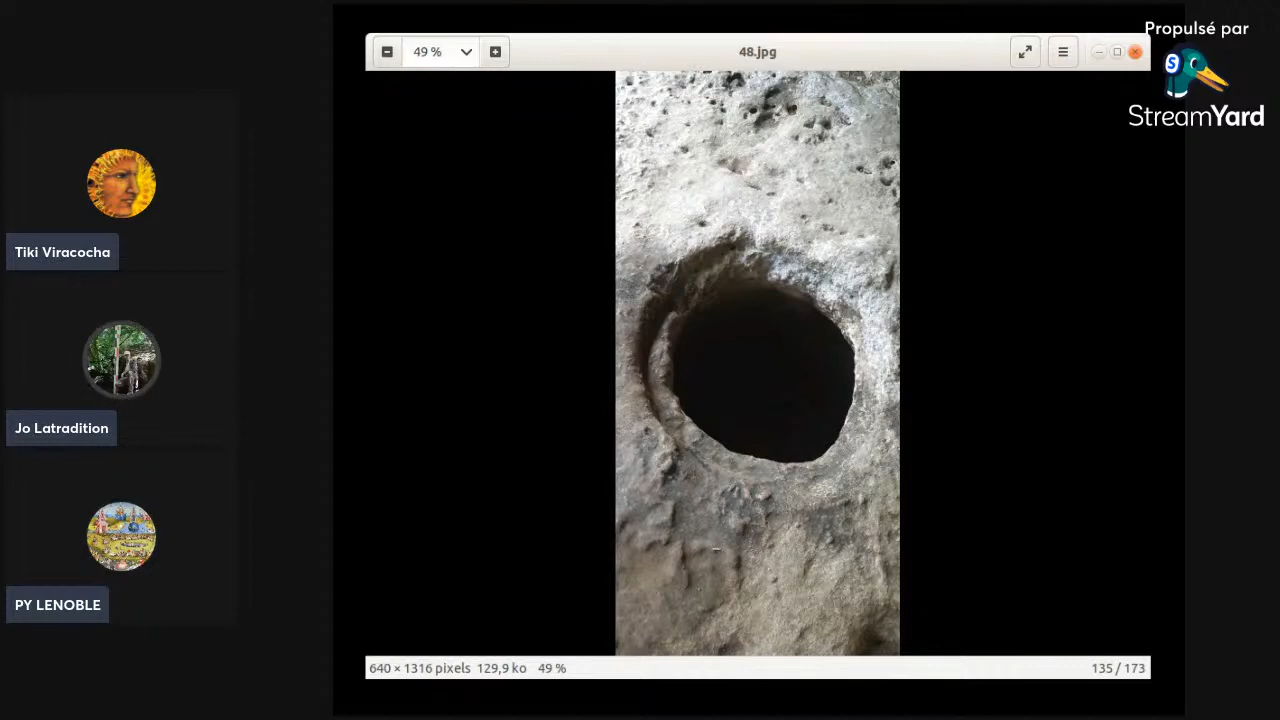 49 %
48.jpg
Propulsé par
StreamYard
Tiki Viracocha
Jo Latradition
PY LENOBLE
640 × 1316 pixels 129,9 ko 49 %
135 / 173